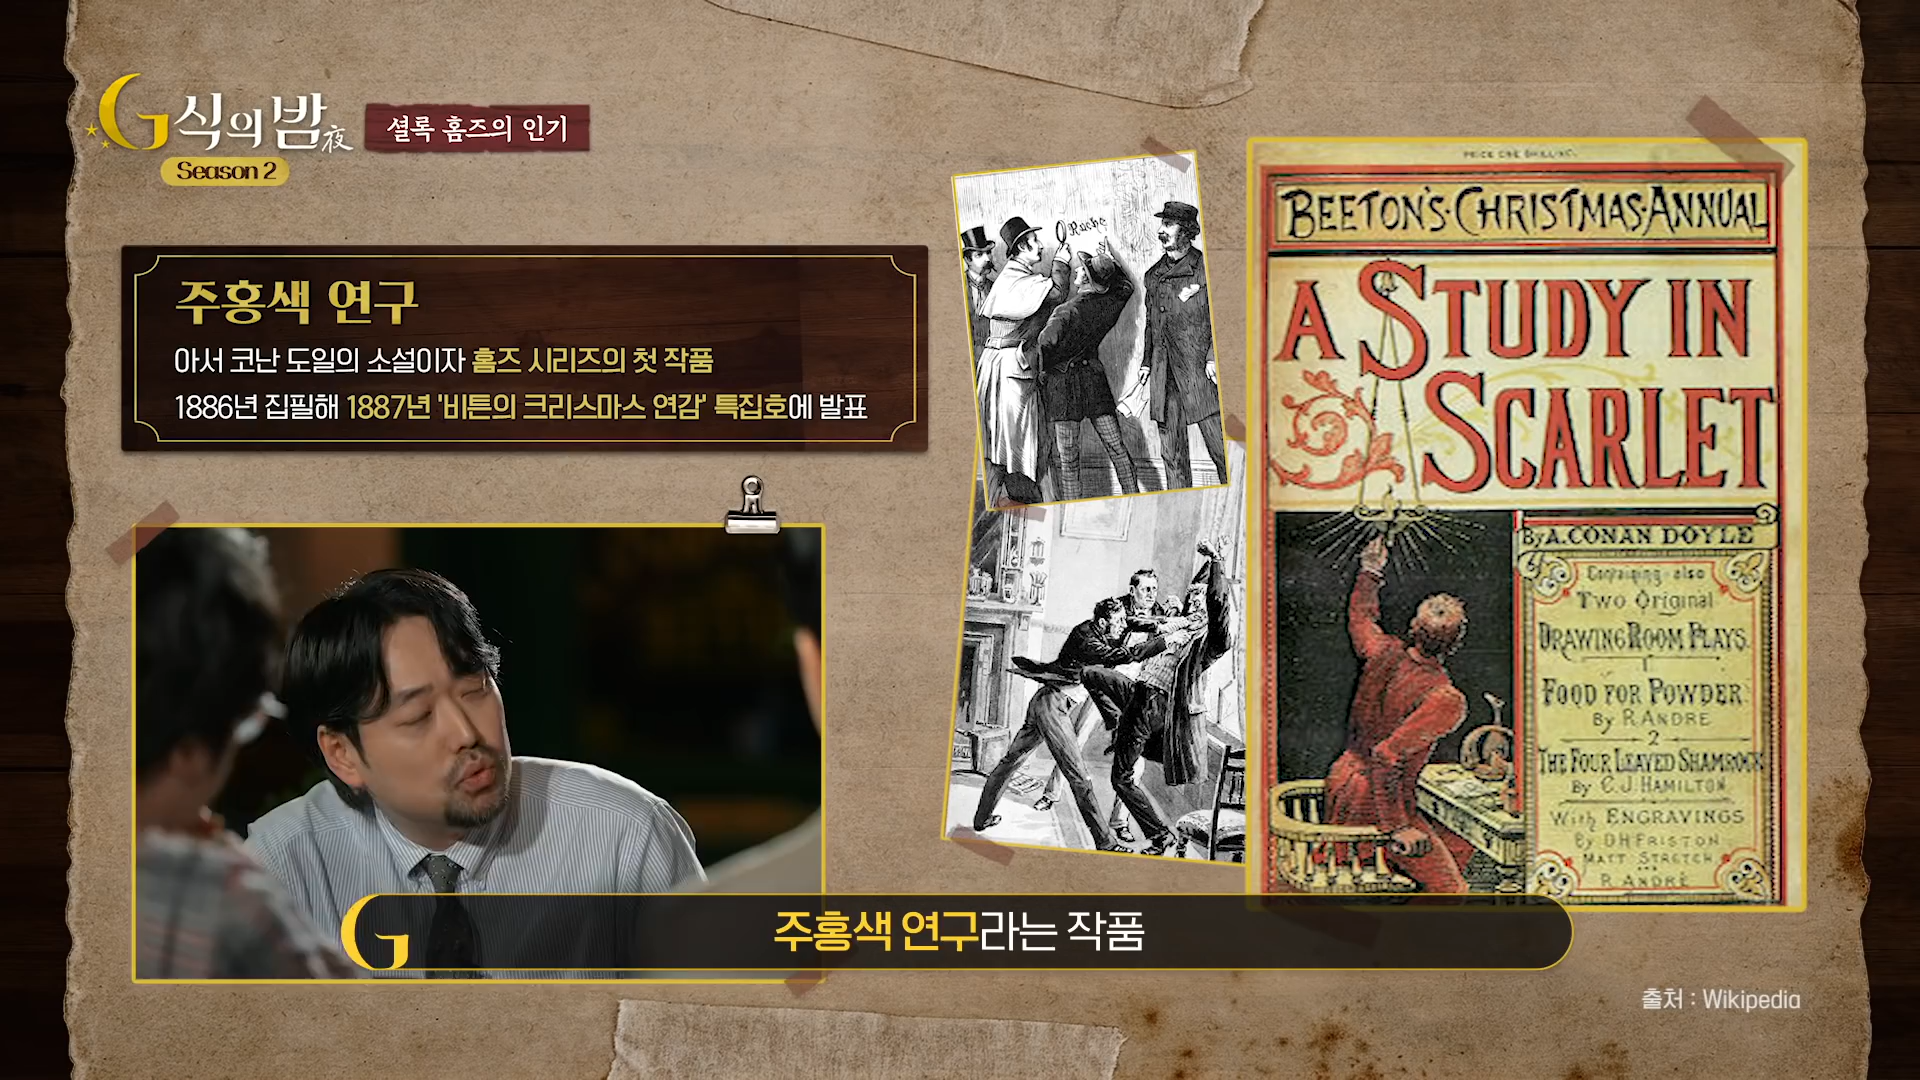 G식의 밤 夜
Season 2
셜록 홈즈의 인기
주홍색 연구
아서 코난 도일의 소설이자 홈즈 시리즈의 첫 작품
1886년 집필해 1887년 '비튼의 크리스마스 연감' 특집호에 발표
Rache
PRICE ONE SHILLING.
BEETON'S CHRISTMAS ANNUAL
A STUDY IN
SCARLET
By A. CONAN DOYLE
Containing also
Two Original
DRAWING ROOM PLAYS.
1
FOOD FOR POWDER.
By R. ANDRE
2
THE FOUR LEAVED SHAMROCK
By C. J. HAMILTON
With ENGRAVINGS
By D H FRISTON
MATT STRETCH
R. ANDRÉ
G
주홍색 연구라는 작품
출처 : Wikipedia